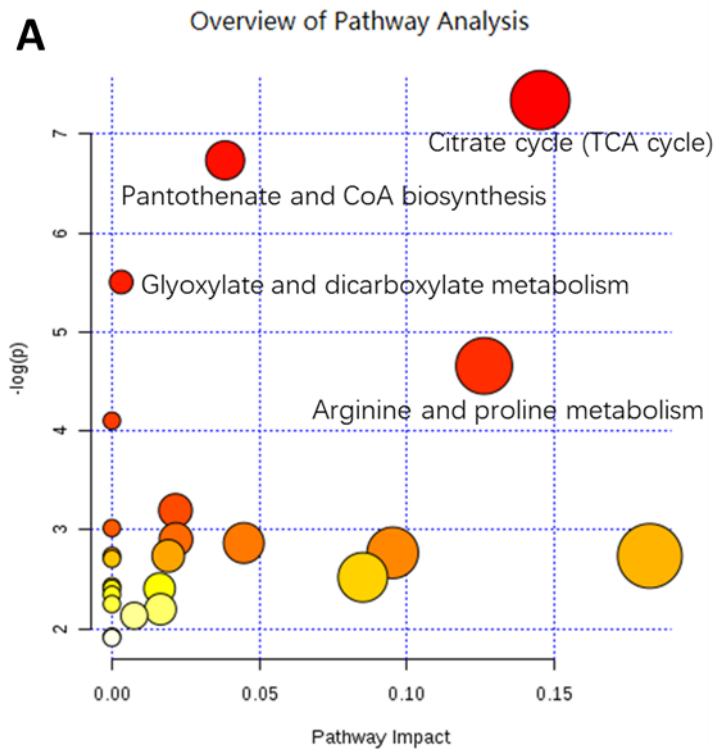 A
Overview of Pathway Analysis
7
Citrate cycle (TCA cycle)
Pantothenate and CoA biosynthesis
6
Glyoxylate and dicarboxylate metabolism
5
-log(p)
Arginine and proline metabolism
4
3
2
0.00 0.05 0.10 0.15
Pathway Impact